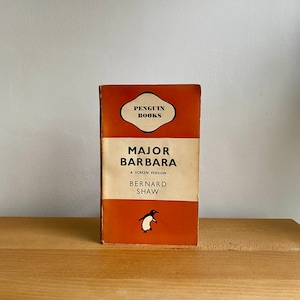 PENGUIN
BOOKS
MAJOR
BARBARA
A SCREEN VERSION
BERNARD
SHAW